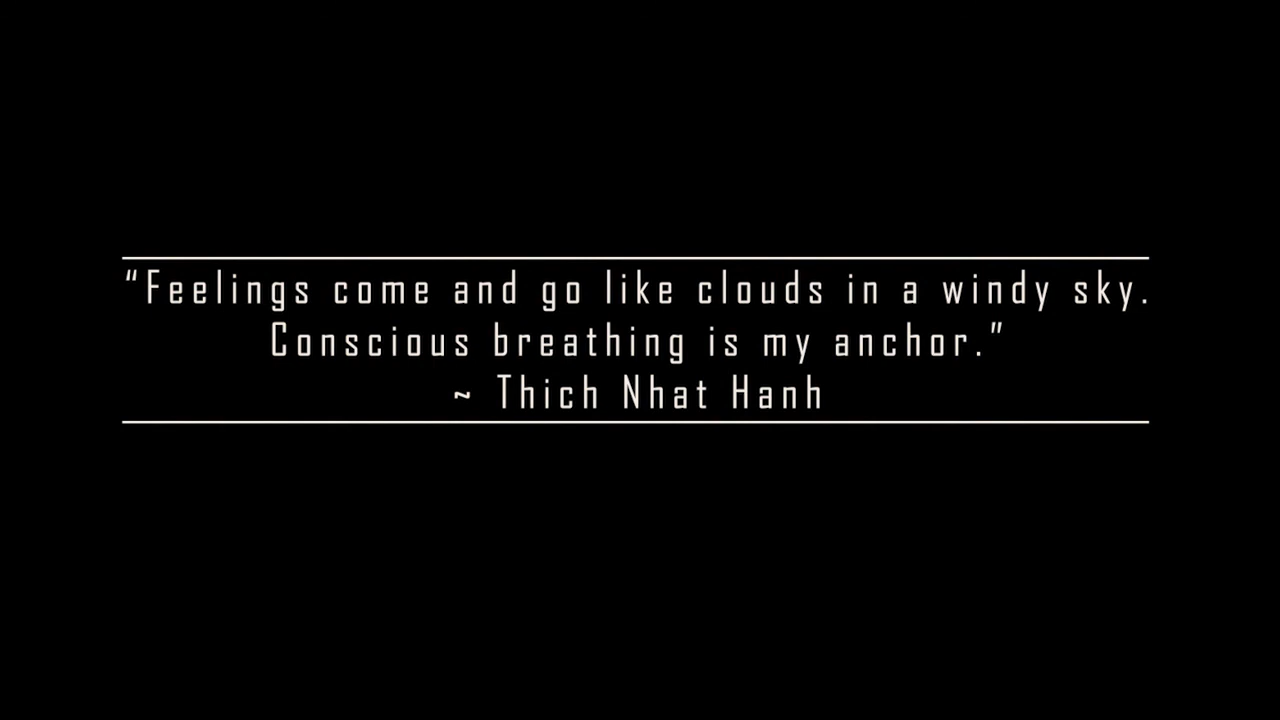 “Feelings come and go like clouds in a windy sky.
Conscious breathing is my anchor.”
~ Thich Nhat Hanh